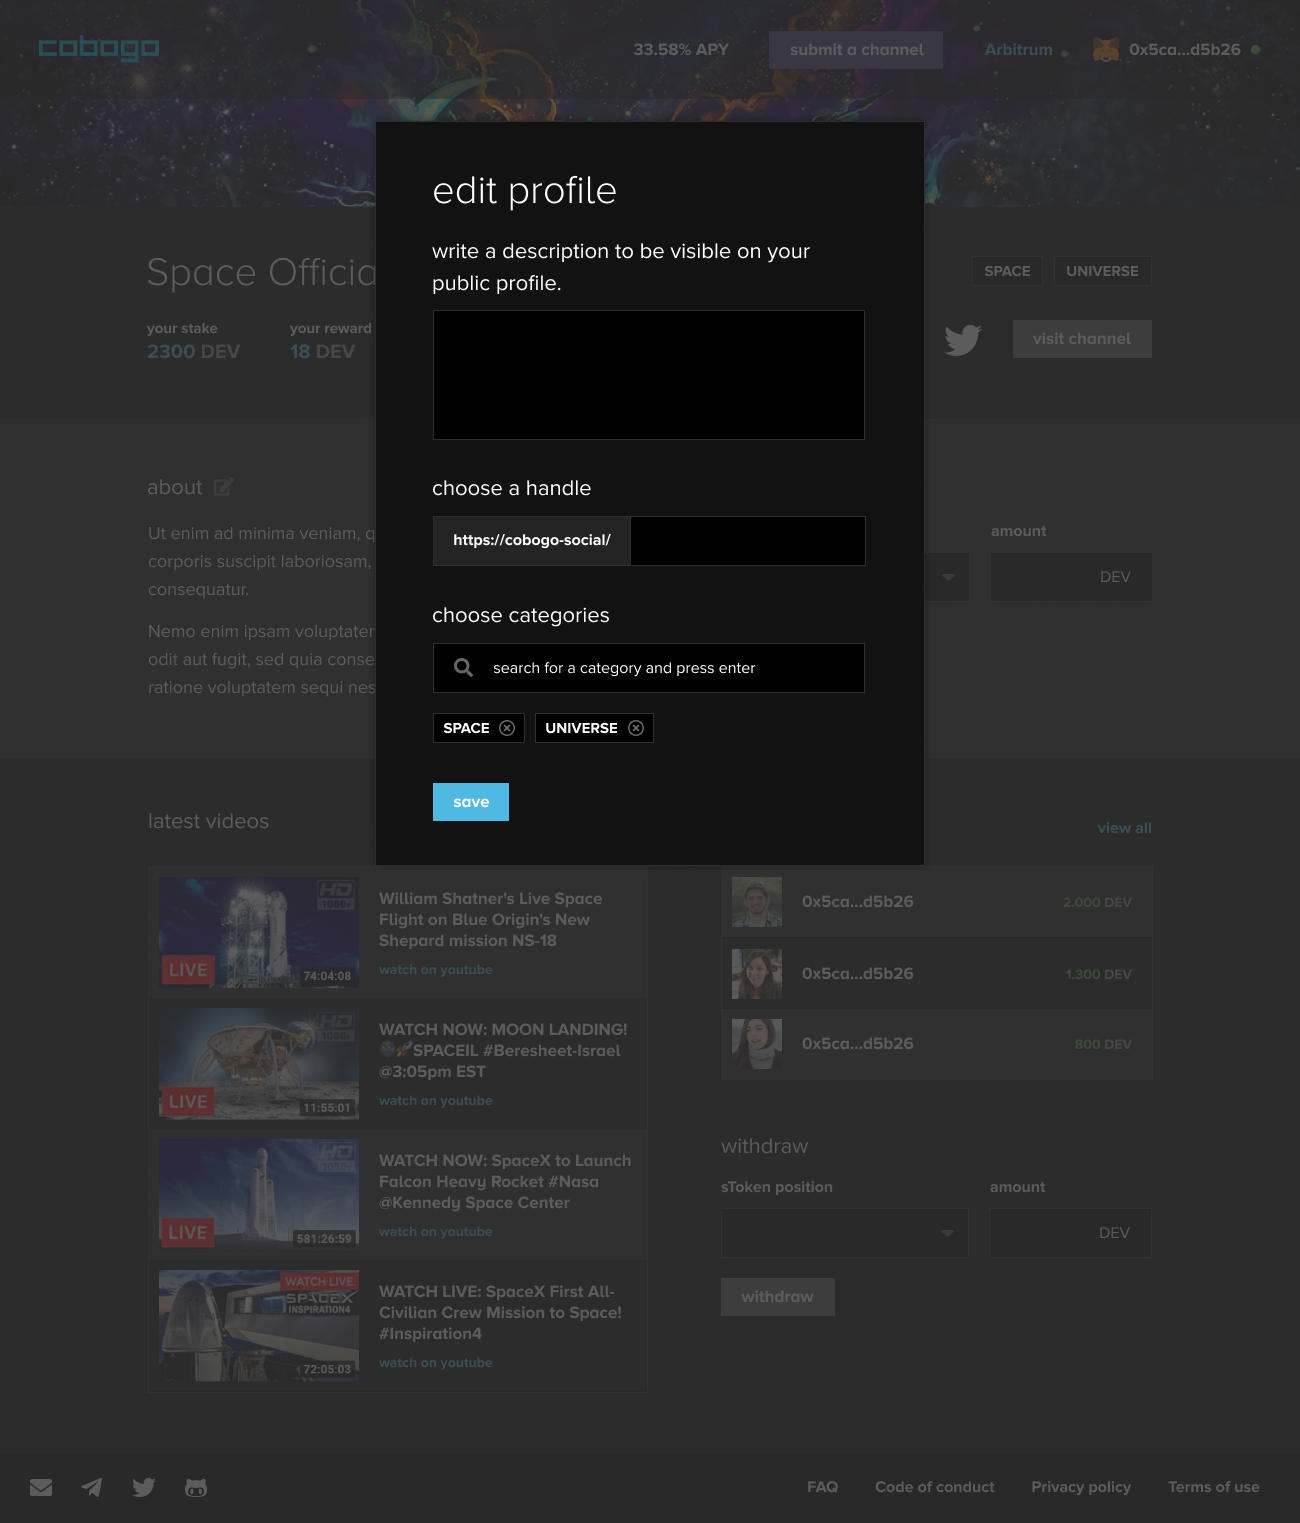 cobogo
33.58% APY
submit a channel
Arbitrum
0x5ca...d5b26
edit profile
write a description to be visible on your
public profile.
choose a handle
https://cobogo-social/
choose categories
search for a category and press enter
SPACE
UNIVERSE
save
Space Officia
SPACE
UNIVERSE
your stake
your reward
2300 DEV
18 DEV
visit channel
about
Ut enim ad minima veniam, q
corporis suscipit laboriosam,
consequatur.
Nemo enim ipsam voluptater
odit aut fugit, sed quia conse
ratione voluptatem sequi nes
amount
DEV
latest videos
HD
1080p
LIVE
74:04:08
William Shatner's Live Space
Flight on Blue Origin's New
Shepard mission NS-18
watch on youtube
HD
1080p
LIVE
11:55:01
WATCH NOW: MOON LANDING!
🌑🚀SPACEIL #Beresheet-Israel
@3:05pm EST
watch on youtube
HD
1080p
LIVE
581:26:59
WATCH NOW: SpaceX to Launch
Falcon Heavy Rocket #Nasa
@Kennedy Space Center
watch on youtube
WATCH LIVE
SPACEX
INSPIRATION4
72:05:03
WATCH LIVE: SpaceX First All-
Civilian Crew Mission to Space!
#Inspiration4
watch on youtube
view all
0x5ca...d5b26
2.000 DEV
0x5ca...d5b26
1.300 DEV
0x5ca...d5b26
800 DEV
withdraw
sToken position
amount
DEV
withdraw
FAQ
Code of conduct
Privacy policy
Terms of use